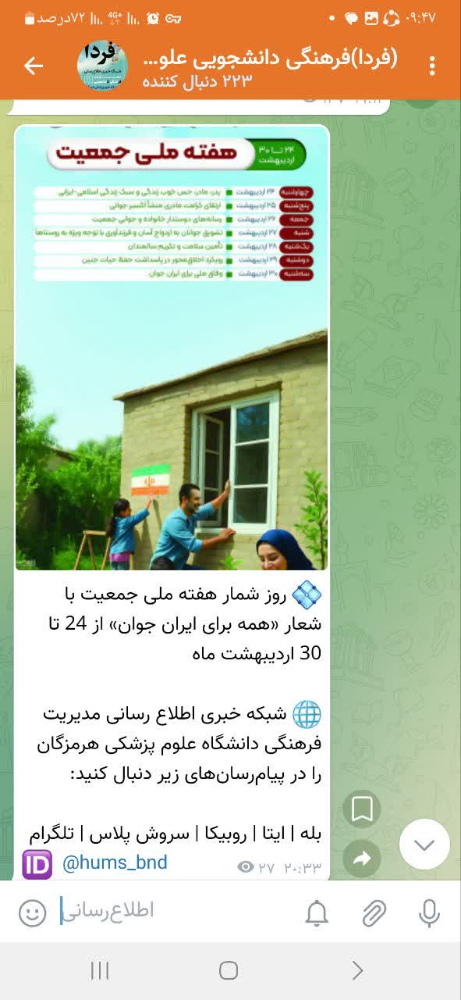 ۰۹:۴۷
4G+
۷۲درصد
(فردا)فرهنگی دانشجویی علو...
۲۲۳ دنبال کننده
فردا
۲۴ تا ۳۰
اردیبهشت
هفته ملی جمعیت
چهارشنبه ۲۴ اردیبهشت پدر، مادر، حس خوب زندگی و سبک زندگی اسلامی-ایرانی
پنج‌شنبه ۲۵ اردیبهشت ارتقای کرامت مادری منشأ اکسیر جوانی
جمعه ۲۶ اردیبهشت رسانه‌های دوستدار خانواده و جوانی جمعیت
شنبه ۲۷ اردیبهشت تشویق جوانان به ازدواج آسان و فرزندآوری با توجه ویژه به روستاها
یک‌شنبه ۲۸ اردیبهشت تأمین سلامت و تکریم سالمندان
دوشنبه ۲۹ اردیبهشت رویکرد اخلاق‌محور در پاسداشت حفظ حیات جنین
سه‌شنبه ۳۰ اردیبهشت وفاق ملی برای ایران جوان
روز شمار هفته ملی جمعیت با
شعار «همه برای ایران جوان» از 24 تا
30 اردیبهشت ماه
شبکه خبری اطلاع رسانی مدیریت
فرهنگی دانشگاه علوم پزشکی هرمزگان
را در پیام‌رسان‌های زیر دنبال کنید:
بله | ایتا | روبیکا | سروش پلاس | تلگرام
ID @hums_bnd
۲۷ ۲۰:۳۳
اطلاع‌رسانی